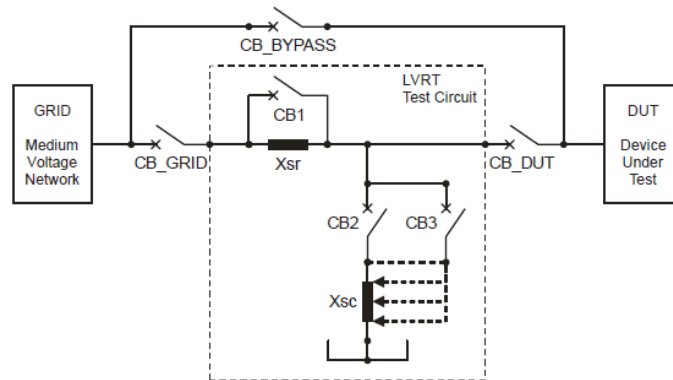 CB_BYPASS
LVRT
Test Circuit
GRID
Medium
Voltage
Network
CB_GRID
CB1
Xsr
CB_DUT
DUT
Device
Under
Test
CB2
CB3
Xsc